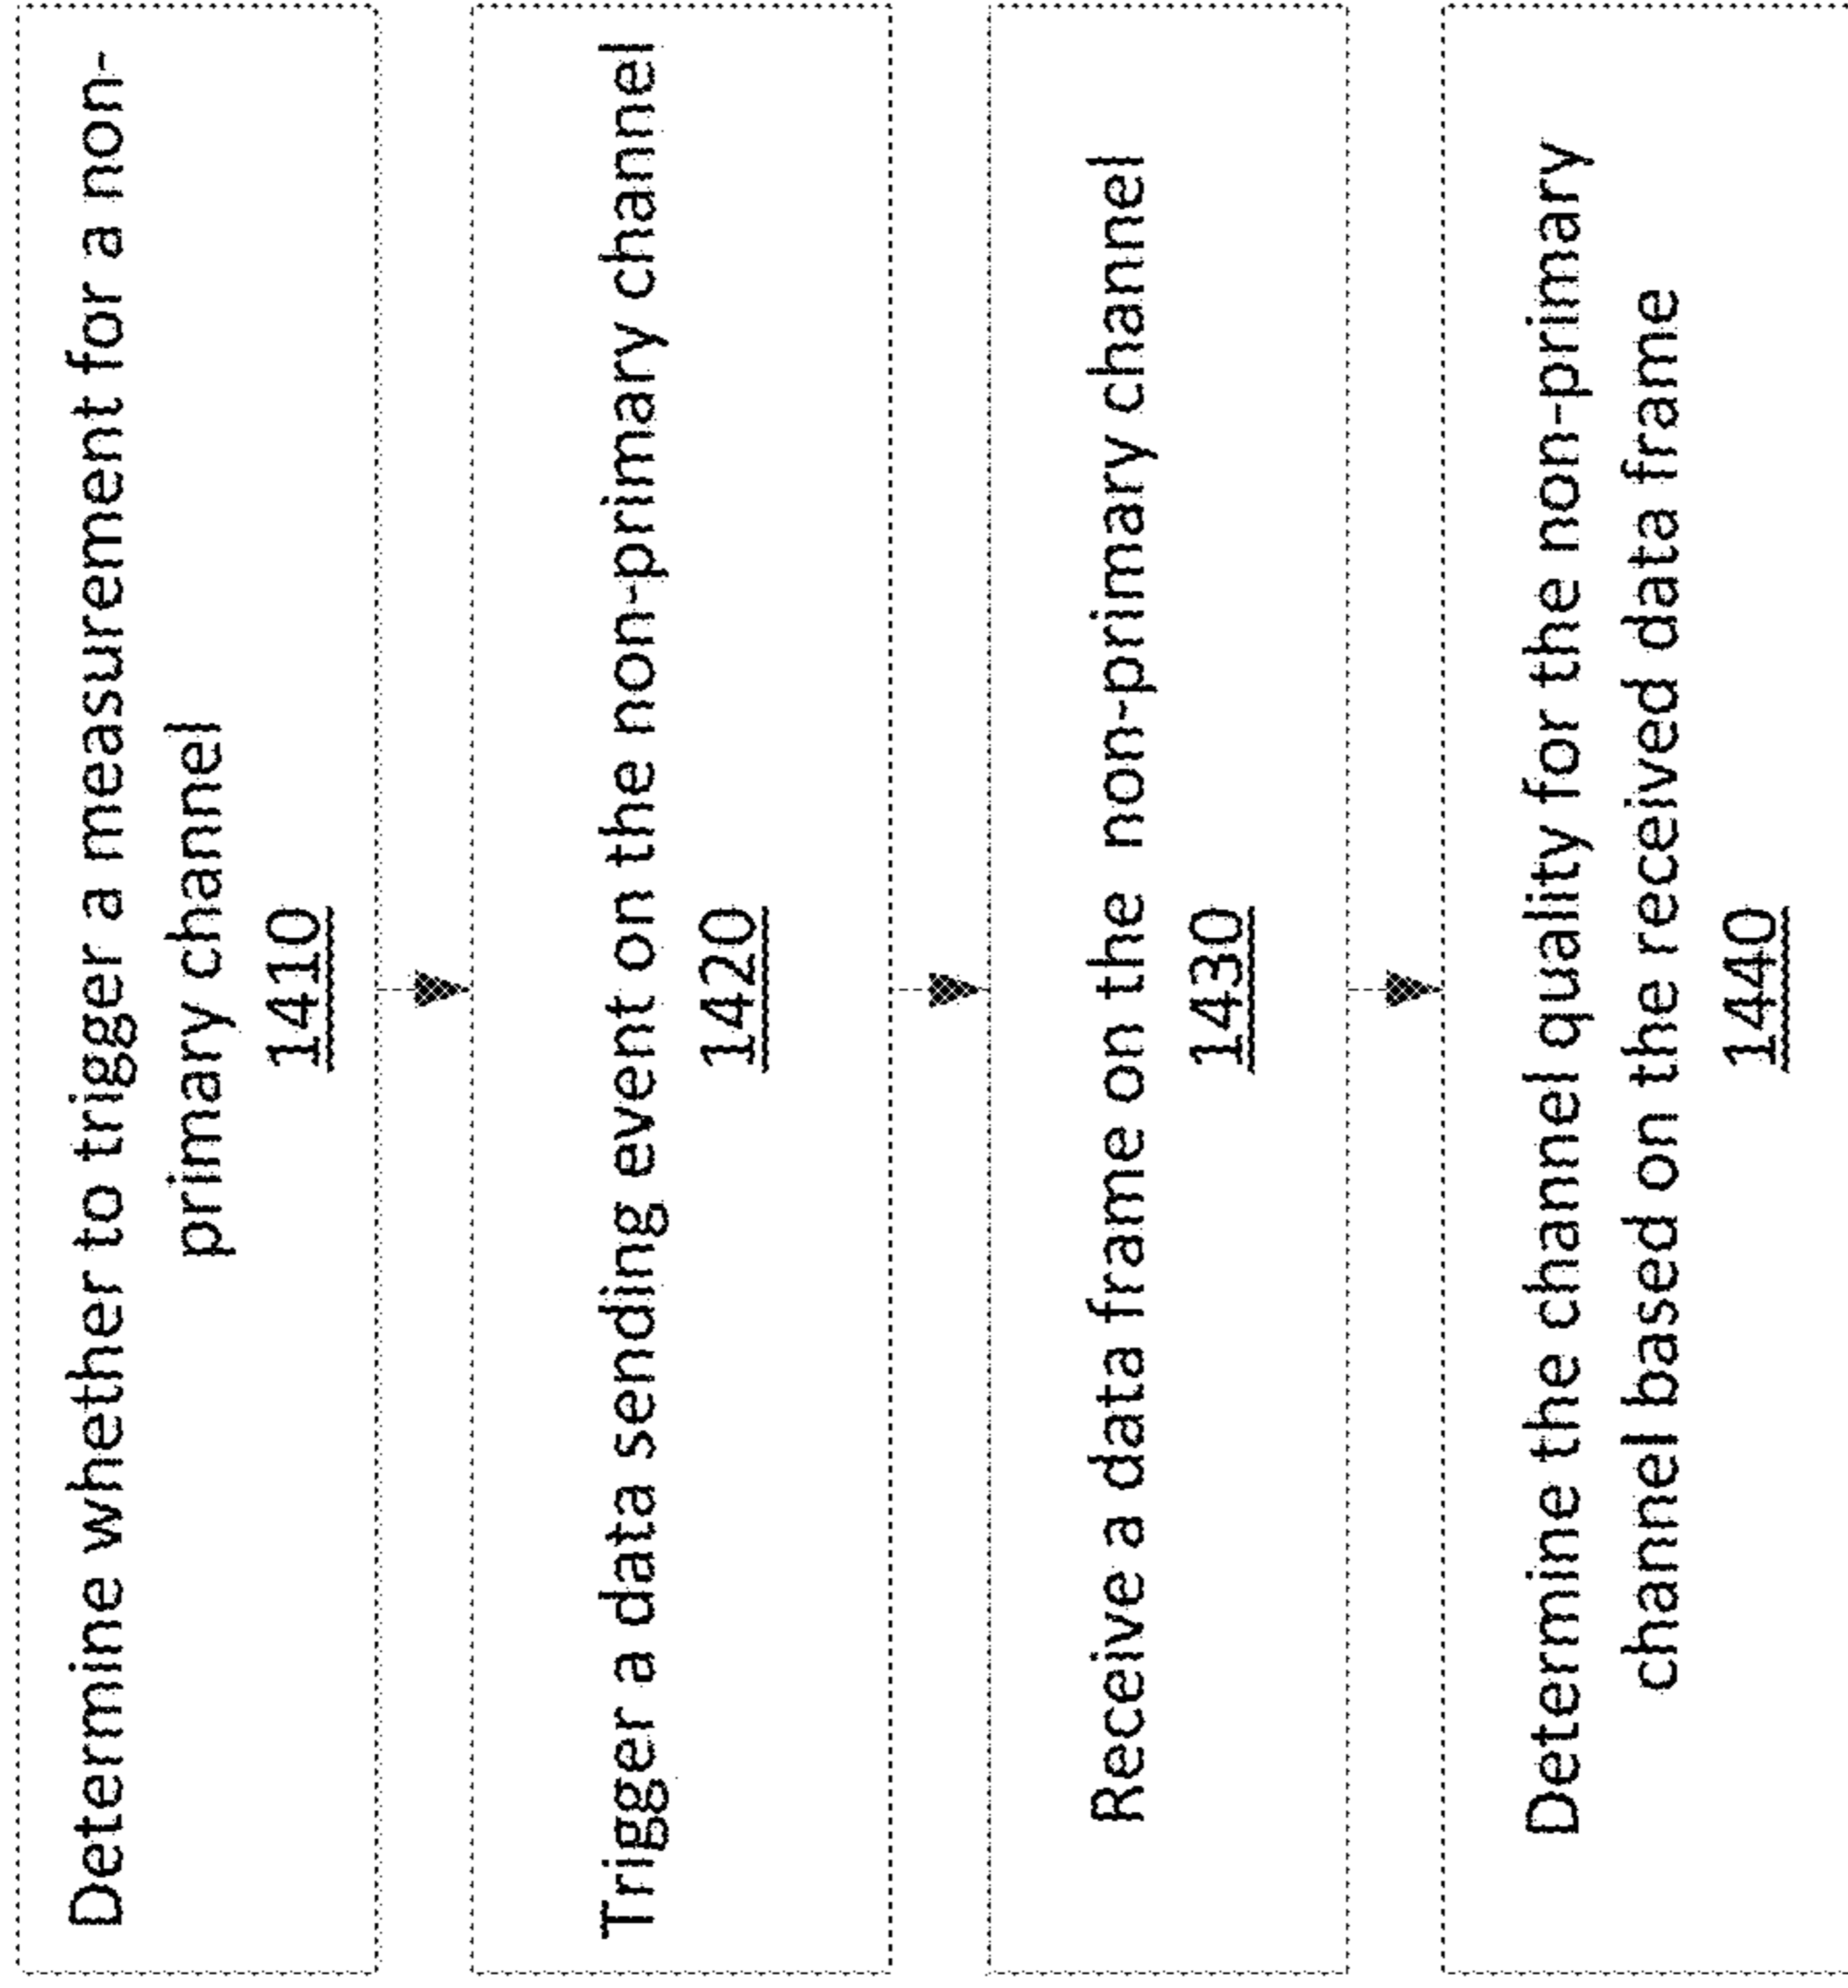 Determine whether to trigger a measurement for a non-
primary channel
1410
Trigger a data sending event on the non-primary channel
1420
Receive a data frame on the non-primary channel
1430
Determine the channel quality for the non-primary
channel based on the received data frame
1440